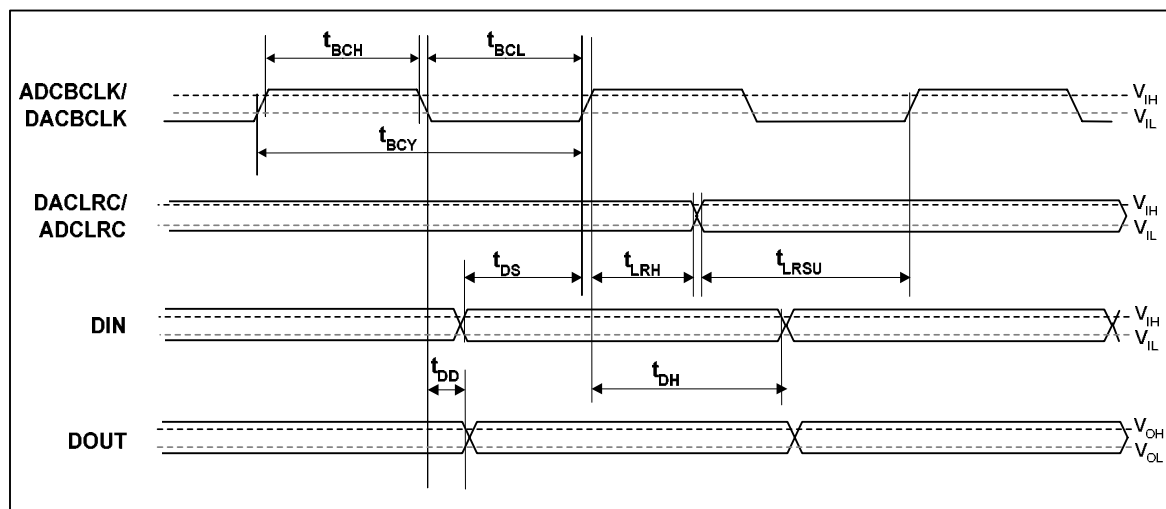 tBCH
tBCL
ADCBCLK/
DACBCLK
VIH
VIL
tBCY
DACLRC/
ADCLRC
VIH
VIL
tDS
tLRH
tLRSU
DIN
VIH
VIL
tDD
tDH
DOUT
VOH
VOL